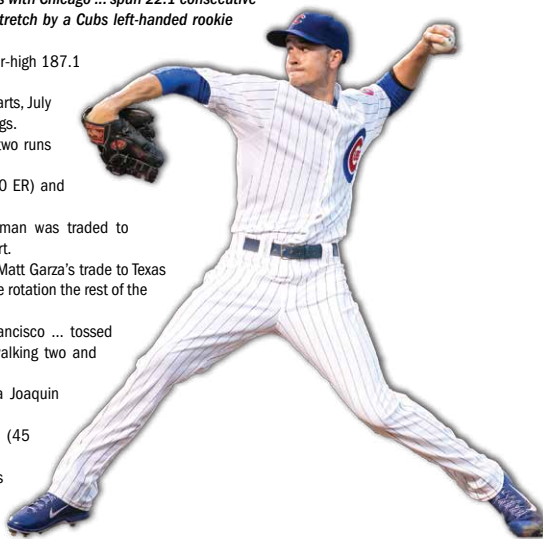 s with Chicago ... spun 22.1 consecutive
tretch by a Cubs left-handed rookie
r-high 187.1
arts, July
gs.
wo runs
0 ER) and
man was traded to
rt.
Matt Garza's trade to Texas
e rotation the rest of the
ancisco ... tossed
alking two and
a Joaquin
(45
s